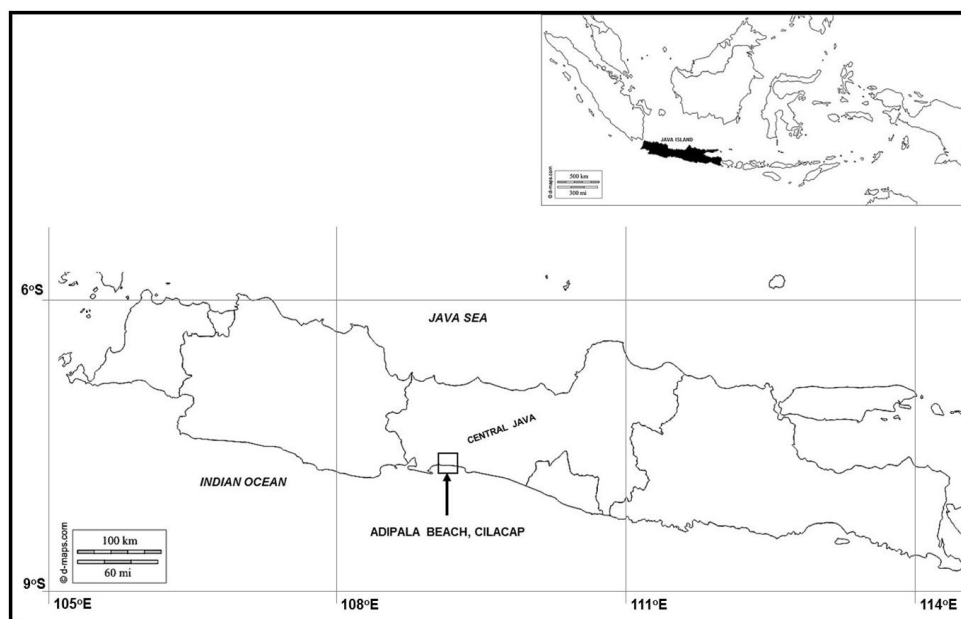 JAVA ISLAND
500 km
300 mi
© d-maps.com
6°S
JAVA SEA
CENTRAL JAVA
INDIAN OCEAN
ADIPALA BEACH, CILACAP
100 km
60 mi
© d-maps.com
9°S
105°E
108°E
111°E
114°E